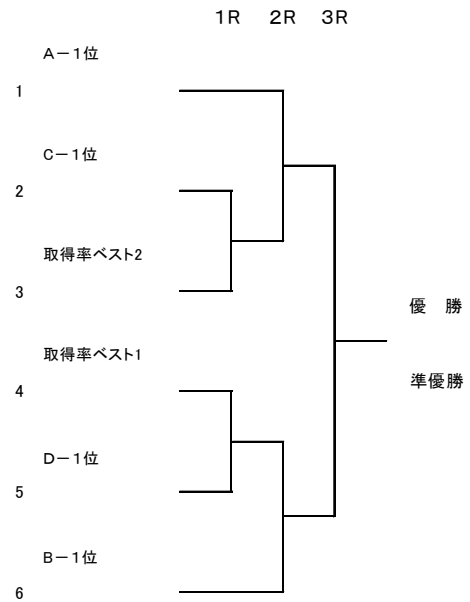 1R 2R 3R
A－1位
1
C－1位
2
取得率ベスト2
3
優　勝
取得率ベスト1
準優勝
4
D－1位
5
B－1位
6